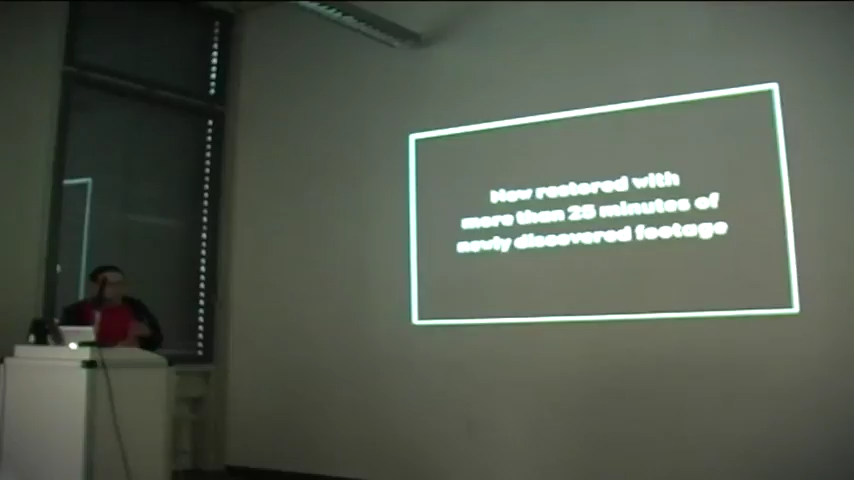 Now restored with
more than 25 minutes of
newly discovered footage